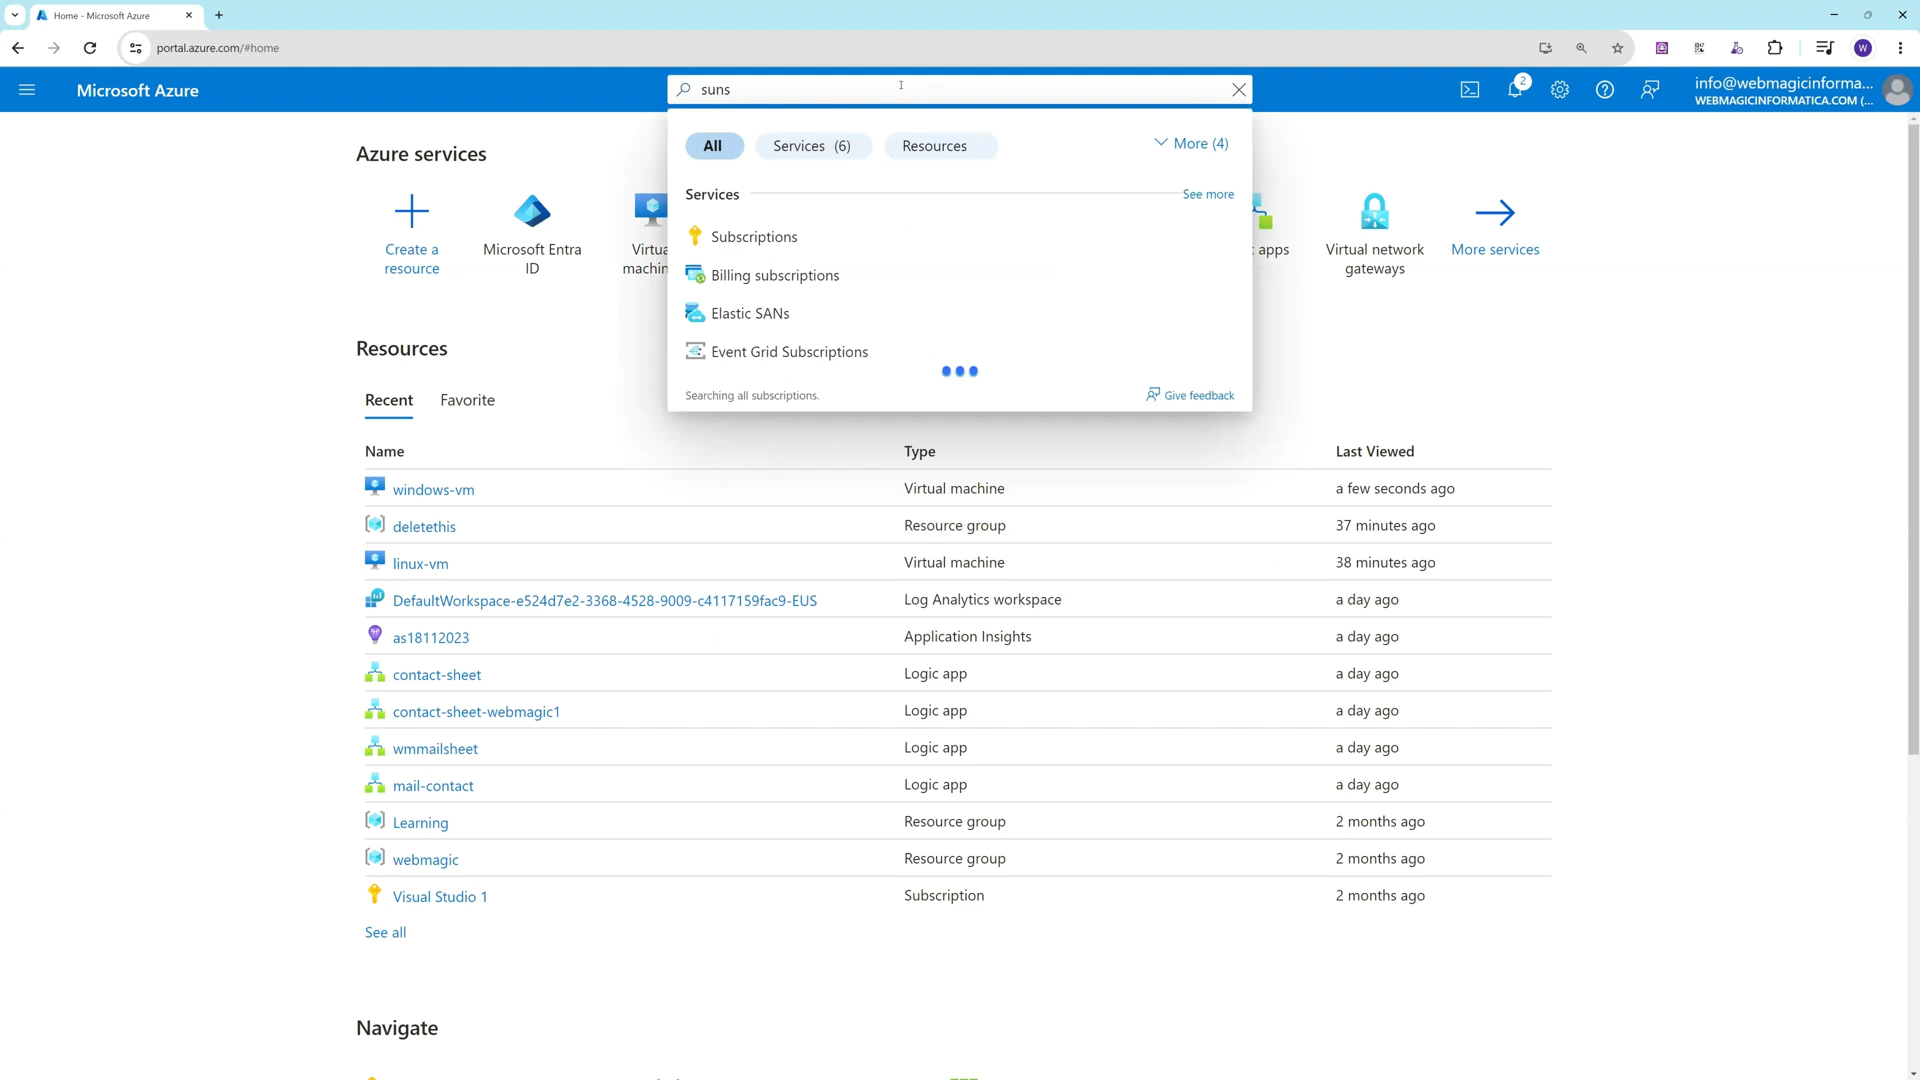 Home - Microsoft Azure
portal.azure.com/#home
W
Microsoft Azure
suns
2
info@webmagicinforma...
WEBMAGICINFORMATICA.COM (...
All
Services (6)
Resources
More (4)
Services
See more
Subscriptions
Billing subscriptions
Elastic SANs
Event Grid Subscriptions
Searching all subscriptions.
Give feedback
Azure services
Create a
resource
Microsoft Entra
ID
Virtua
machin
apps
Virtual network
gateways
More services
Resources
Recent
Favorite
Name
Type
Last Viewed
windows-vm
Virtual machine
a few seconds ago
deletethis
Resource group
37 minutes ago
linux-vm
Virtual machine
38 minutes ago
DefaultWorkspace-e524d7e2-3368-4528-9009-c4117159fac9-EUS
Log Analytics workspace
a day ago
as18112023
Application Insights
a day ago
contact-sheet
Logic app
a day ago
contact-sheet-webmagic1
Logic app
a day ago
wmmailsheet
Logic app
a day ago
mail-contact
Logic app
a day ago
Learning
Resource group
2 months ago
webmagic
Resource group
2 months ago
Visual Studio 1
Subscription
2 months ago
See all
Navigate